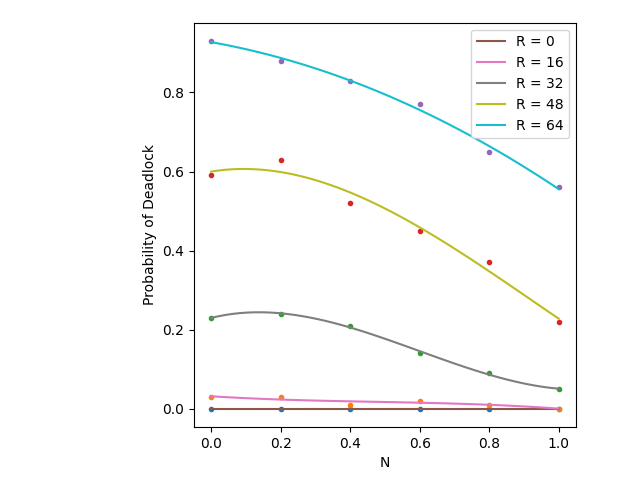 R = 0
R = 16
R = 32
R = 48
R = 64
Probability of Deadlock
0.8
0.6
0.4
0.2
0.0
0.0 0.2 0.4 0.6 0.8 1.0
N